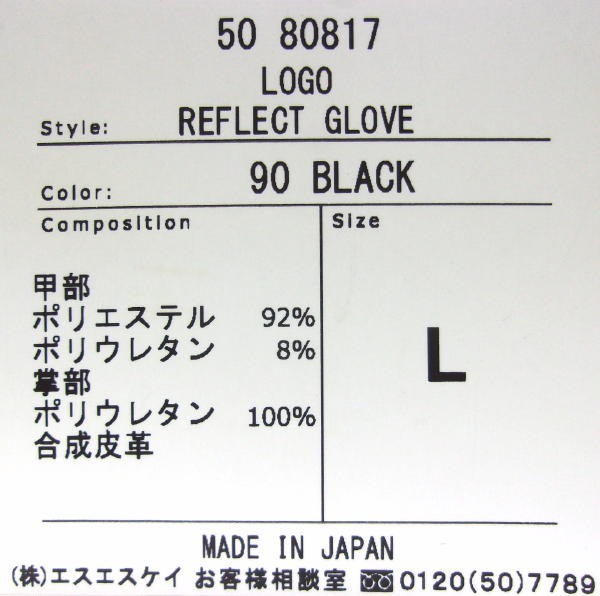 50 80817
LOGO
Style: REFLECT GLOVE
Color: 90 BLACK
Composition Size
甲部
ポリエステル 92%
ポリウレタン 8%
L
掌部
ポリウレタン 100%
合成皮革
MADE IN JAPAN
(株)エスエスケイ お客様相談室 0120(50)7789